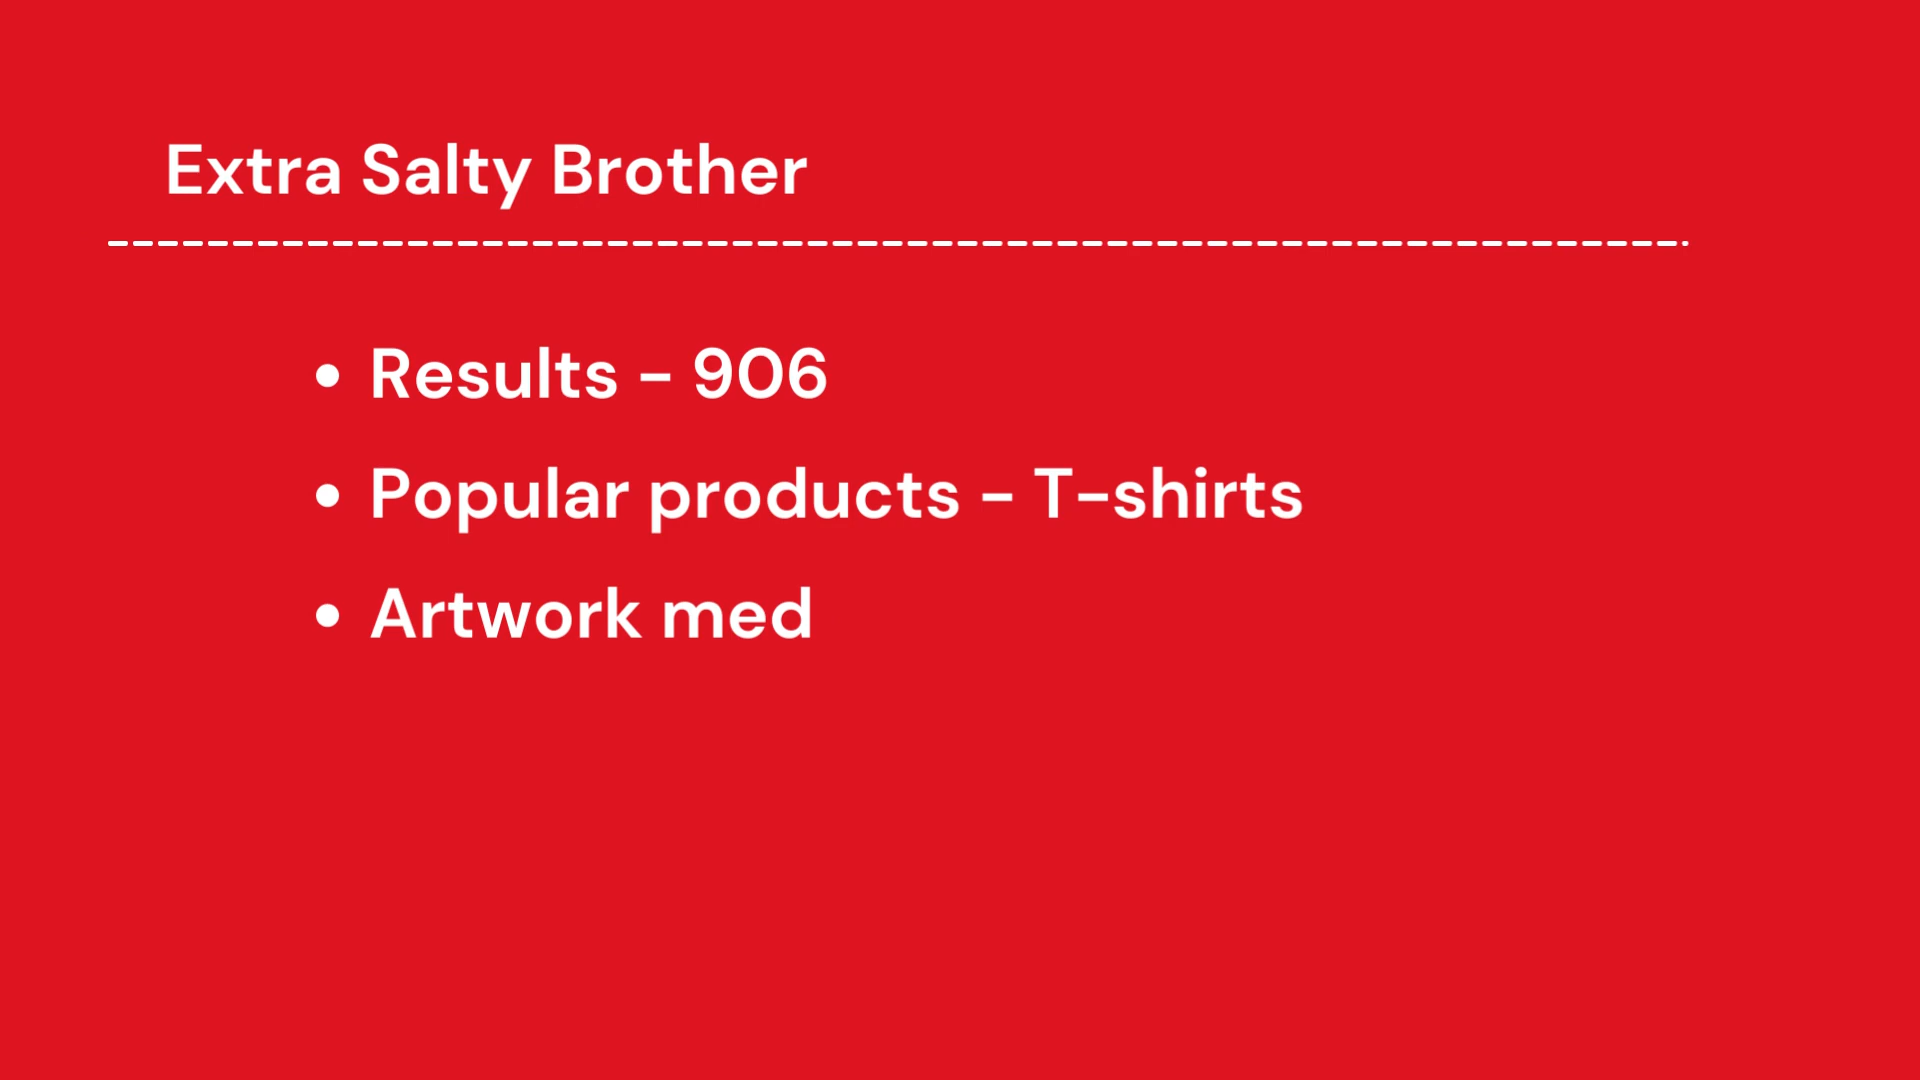 Extra Salty Brother
• Results - 906
• Popular products - T-shirts
• Artwork med